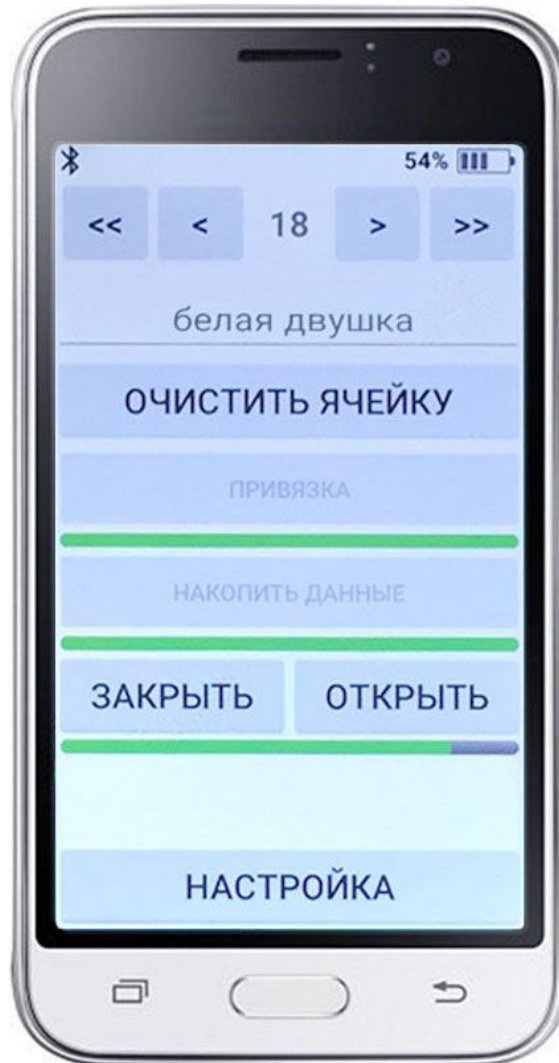 54%
<< < 18 > >>
белая двушка
ОЧИСТИТЬ ЯЧЕЙКУ
ПРИВЯЗКА
НАКОПИТЬ ДАННЫЕ
ЗАКРЫТЬ ОТКРЫТЬ
НАСТРОЙКА